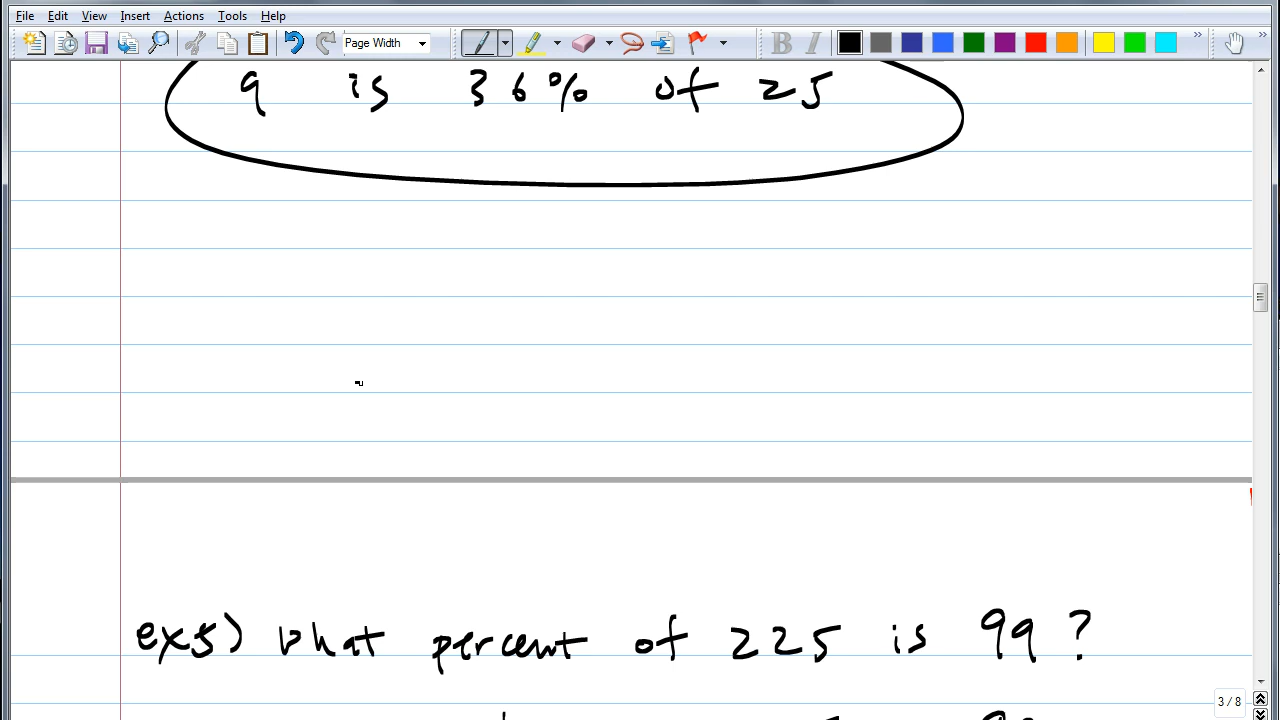 File Edit View Insert Actions Tools Help
Page Width B I
9 is 36% of 25
ex5) what percent of 225 is 99 ?
3 / 8